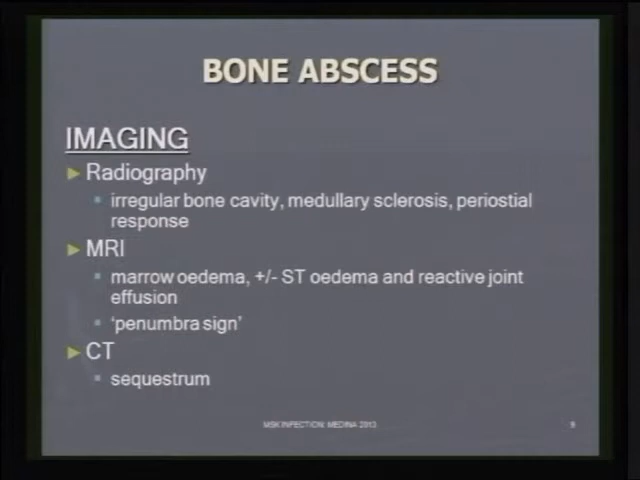 BONE ABSCESS
IMAGING
► Radiography
▪ irregular bone cavity, medullary sclerosis, periostial
response
► MRI
▪ marrow oedema, +/- ST oedema and reactive joint
effusion
▪ 'penumbra sign'
► CT
▪ sequestrum
MSK INFECTION: MEDINA 2013